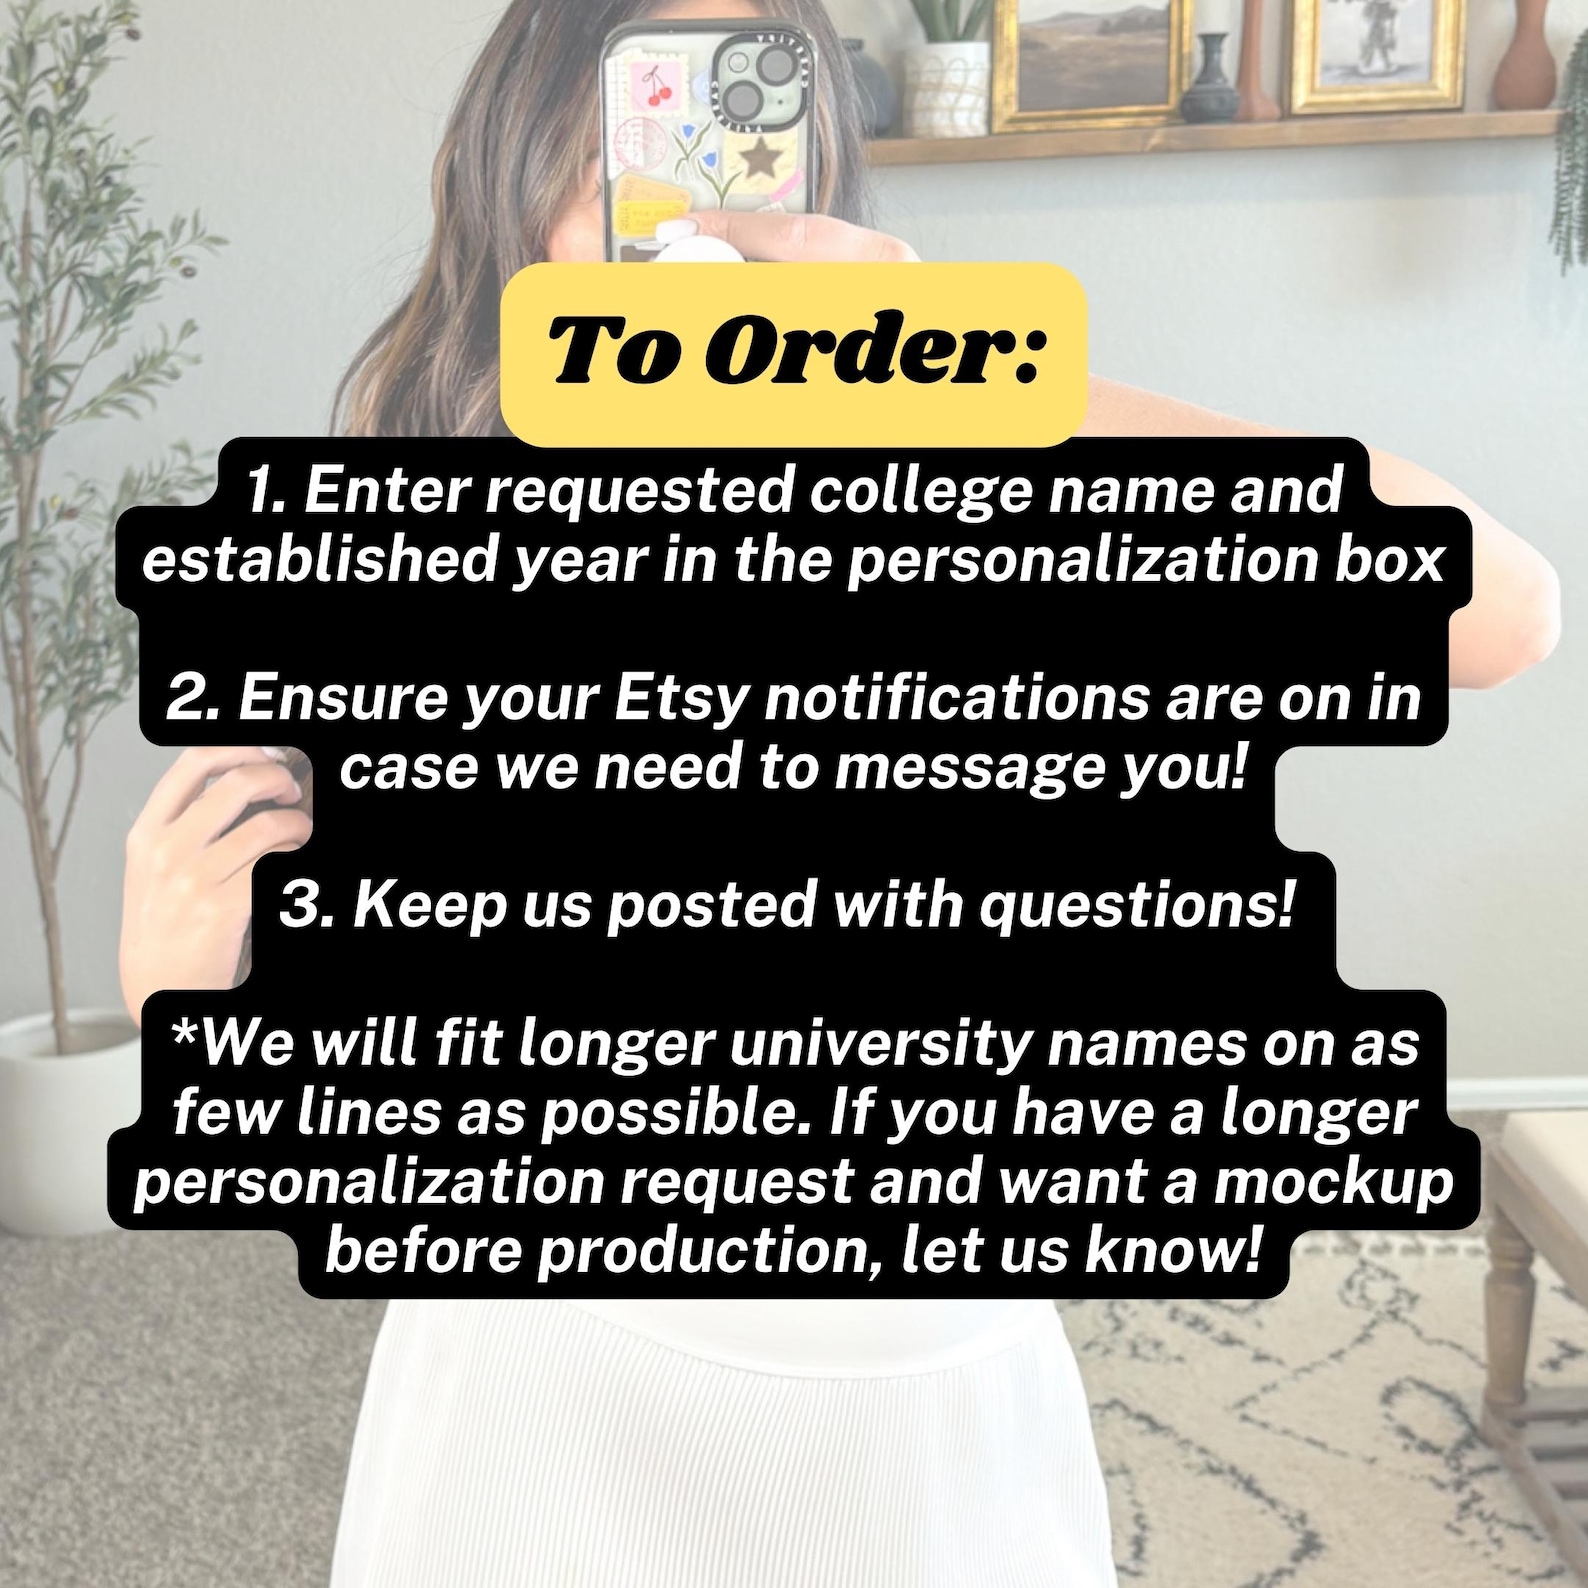 To Order:
1. Enter requested college name and
established year in the personalization box
2. Ensure your Etsy notifications are on in
case we need to message you!
3. Keep us posted with questions!
*We will fit longer university names on as
few lines as possible. If you have a longer
personalization request and want a mockup
before production, let us know!